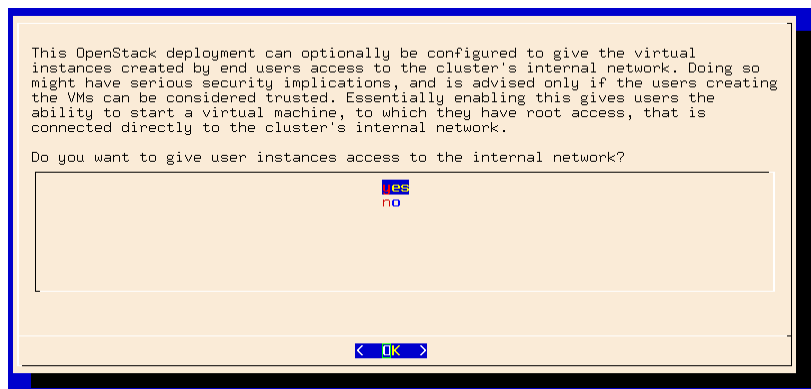 This OpenStack deployment can optionally be configured to give the virtual
instances created by end users access to the cluster's internal network. Doing so
might have serious security implications, and is advised only if the users creating
the VMs can be considered trusted. Essentially enabling this gives users the
ability to start a virtual machine, to which they have root access, that is
connected directly to the cluster's internal network.
Do you want to give user instances access to the internal network?
yes
no
< OK >